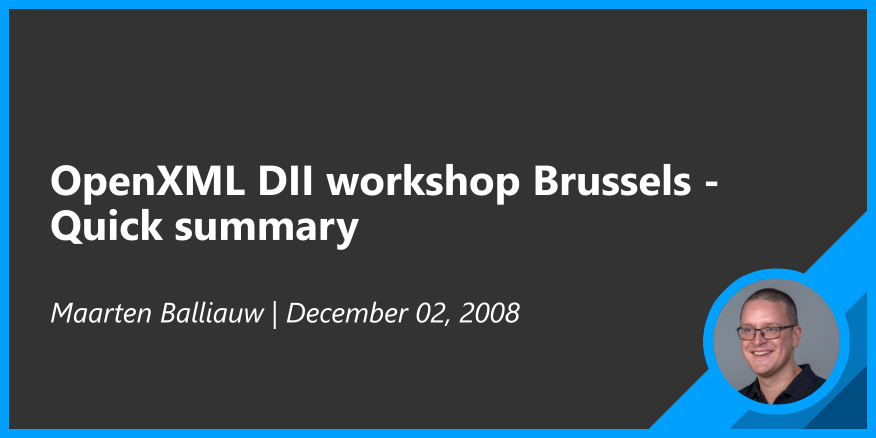 OpenXML DII workshop Brussels -
Quick summary
Maarten Balliauw | December 02, 2008